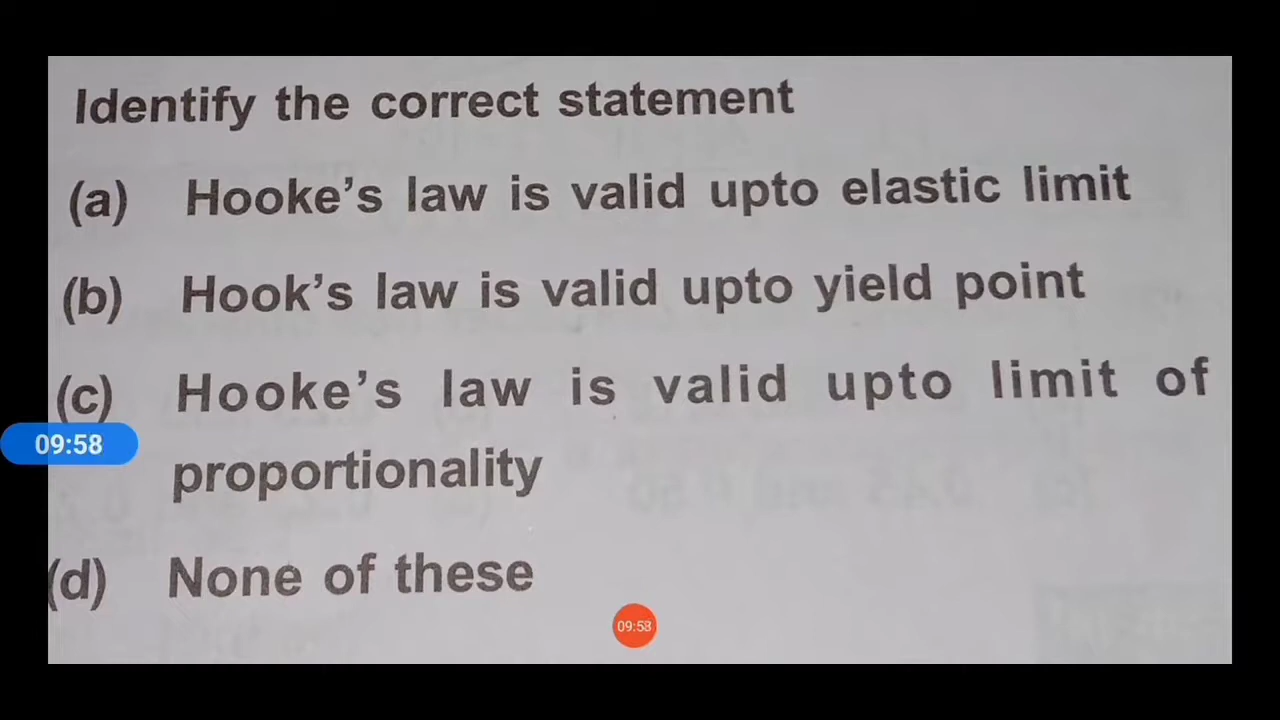 Identify the correct statement
(a) Hooke's law is valid upto elastic limit
(b) Hook's law is valid upto yield point
(c) Hooke's law is valid upto limit of
09:58
proportionality
(d) None of these
09:58